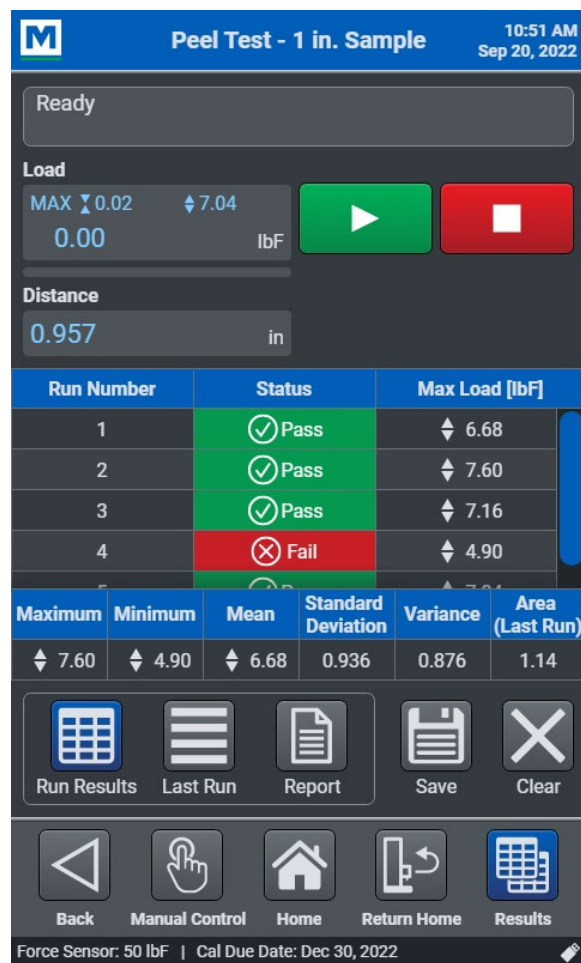 M
Peel Test - 1 in. Sample
10:51 AM
Sep 20, 2022
Ready
Load
MAX 0.02 7.04
0.00 lbF
Distance
0.957 in
Run Number Status Max Load [lbF]
1 Pass 6.68
2 Pass 7.60
3 Pass 7.16
4 Fail 4.90
Maximum Minimum Mean Standard Deviation Variance Area (Last Run)
7.60 4.90 6.68 0.936 0.876 1.14
Run Results Last Run Report Save Clear
Back Manual Control Home Return Home Results
Force Sensor: 50 lbF | Cal Due Date: Dec 30, 2022